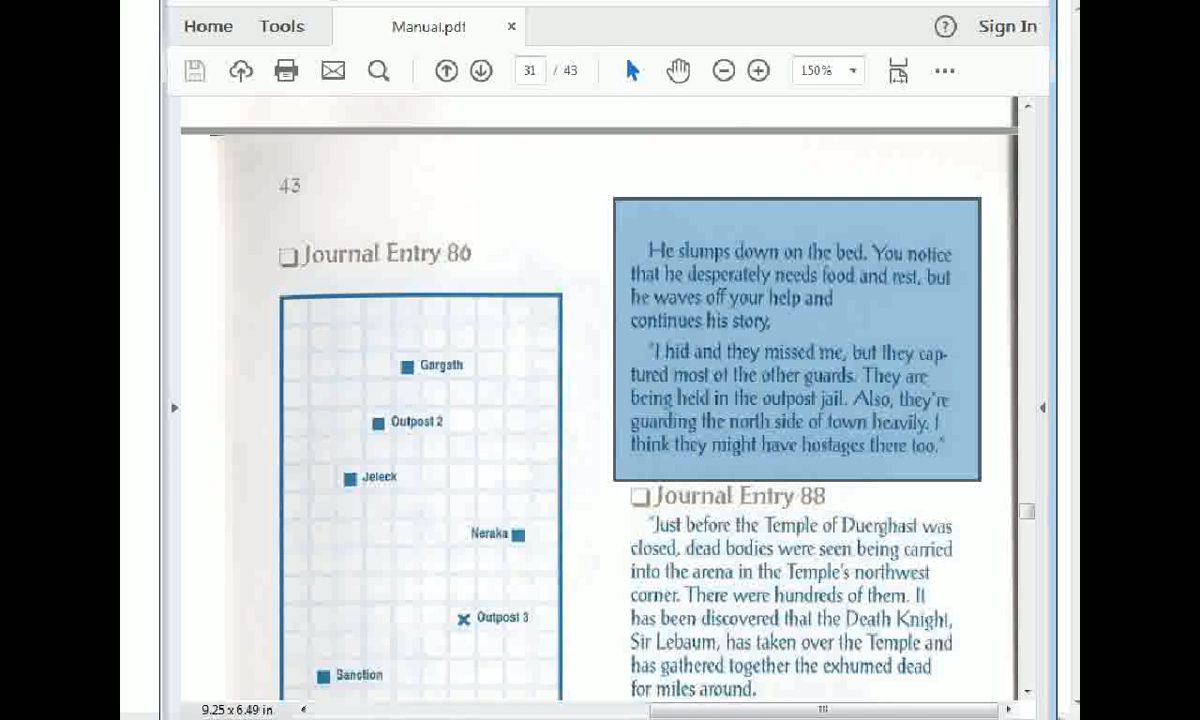 Home Tools Manual.pdf x Sign In
31 / 43 150%
43
Journal Entry 86
Gargath
Outpost 2
Jeleck
Neraka
Outpost 3
Sanction
He slumps down on the bed. You notice
that he desperately needs food and rest, but
he waves off your help and
continues his story,
"I hid and they missed me, but they cap-
tured most of the other guards. They are
being held in the outpost jail. Also, they're
guarding the north side of town heavily. I
think they might have hostages there too."
Journal Entry 88
"Just before the Temple of Duerghast was
closed, dead bodies were seen being carried
into the arena in the Temple's northwest
corner. There were hundreds of them. It
has been discovered that the Death Knight,
Sir Lebaum, has taken over the Temple and
has gathered together the exhumed dead
for miles around.
9.25 x 6.49 in